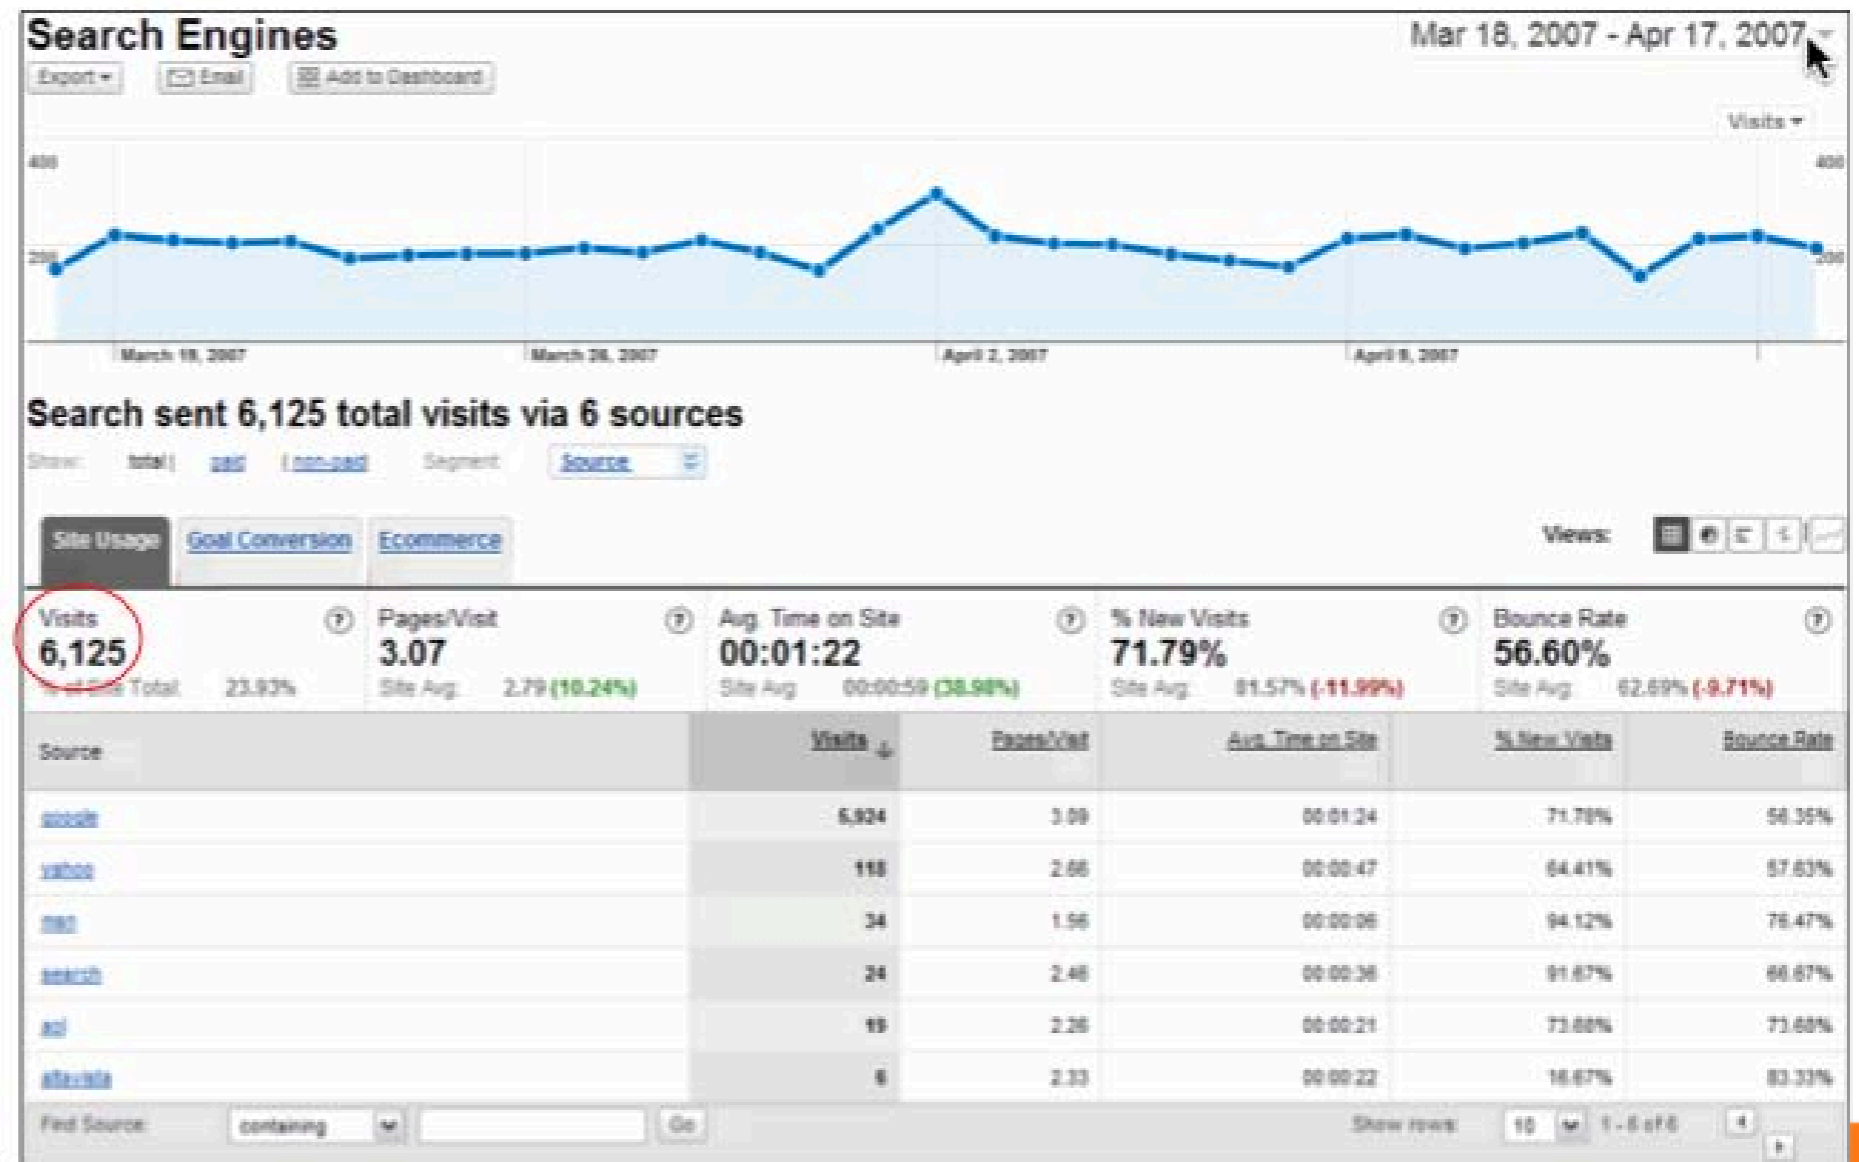 Search Engines
Mar 18, 2007 - Apr 17, 2007
Export
Email
Add to Dashboard
Visits
400
400
200
200
March 19, 2007
March 26, 2007
April 2, 2007
April 9, 2007
Search sent 6,125 total visits via 6 sources
Show: total | paid | non-paid Segment: Source
Site Usage Goal Conversion Ecommerce Views:
Visits ? Pages/Visit ? Avg. Time on Site ? % New Visits ? Bounce Rate ?
6,125 3.07 00:01:22 71.79% 56.60%
% of Site Total: 23.93% Site Avg: 2.79 (10.24%) Site Avg: 00:00:59 (38.98%) Site Avg: 81.57% (-11.99%) Site Avg: 62.69% (-9.71%)
Source Visits ↓ Pages/Visit Avg. Time on Site % New Visits Bounce Rate
google 5,924 3.09 00:01:24 71.78% 56.35%
yahoo 118 2.66 00:00:47 64.41% 57.63%
msn 34 1.56 00:00:06 94.12% 76.47%
search 24 2.46 00:00:36 91.67% 66.67%
aol 19 2.26 00:00:21 73.68% 73.68%
altavista 6 2.33 00:00:22 16.67% 83.33%
Find Source: containing Go Show rows: 10 1 - 6 of 6